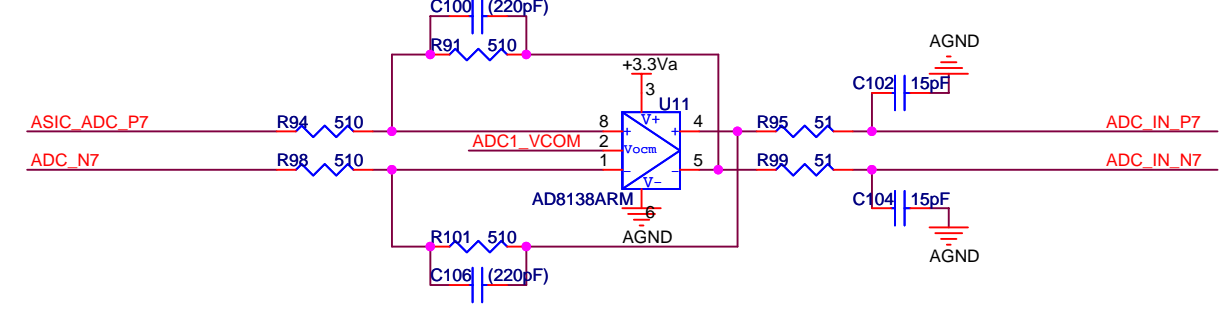 C100 (220pF)
R91 510
AGND
+3.3Va
C102 15pF
3
U11
V+
ASIC_ADC_P7
R94 510
8
+
+
4
R95 51
ADC_IN_P7
ADC1_VCOM
2
Vocm
ADC_N7
R98 510
1
-
-
5
R99 51
ADC_IN_N7
V-
AD8138ARM
C104 15pF
6
AGND
R101 510
AGND
C106 (220pF)